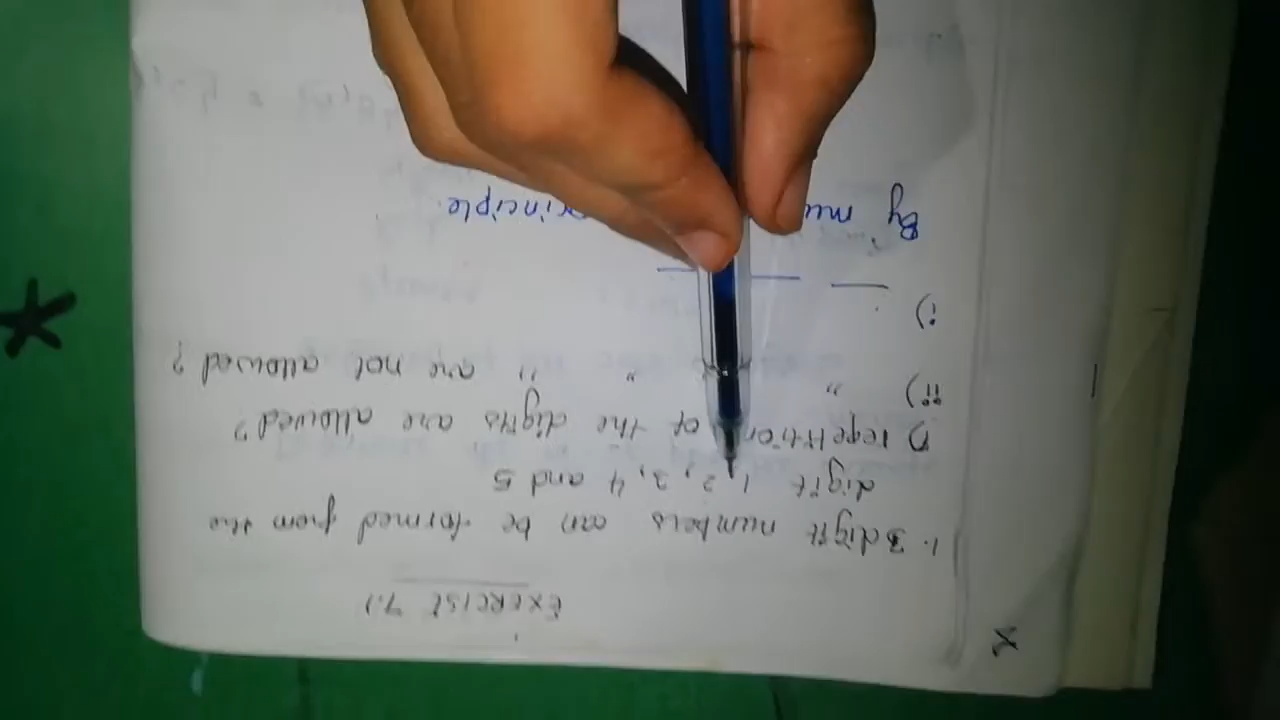 EXERCISE 7.1
1. 3 digit numbers can be formed from the
digit 1, 2, 3, 4 and 5
i) repetition of the digits are allowed?
ii) " " " are not allowed?
i)
By principle.